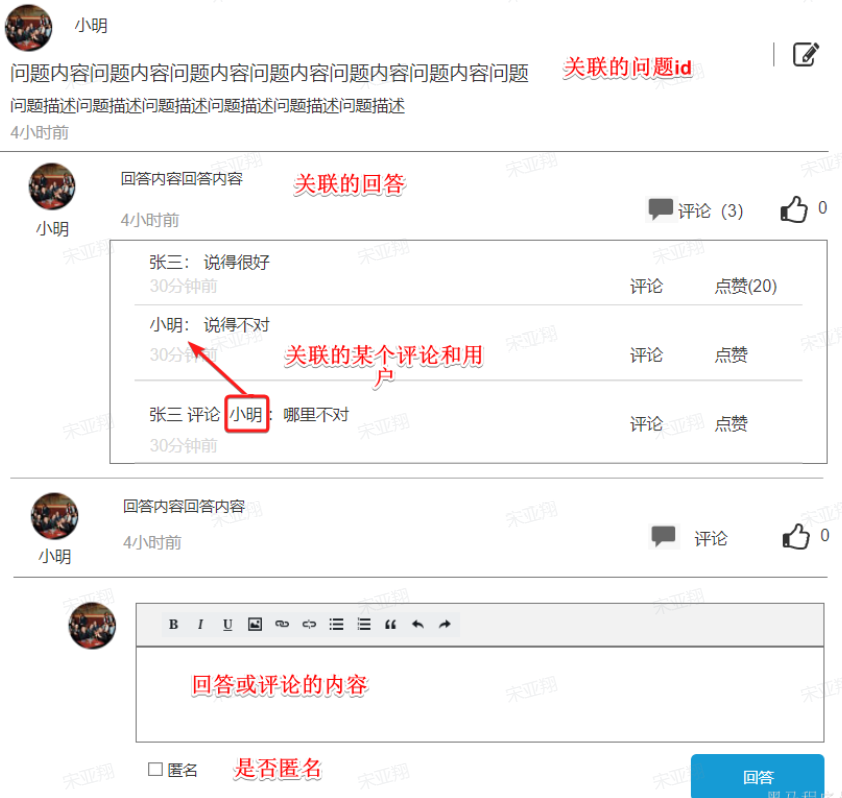 小明
问题内容问题内容问题内容问题内容问题内容问题内容问题
关联的问题id
问题描述问题描述问题描述问题描述问题描述问题描述
4小时前
回答内容回答内容
关联的回答
小明
4小时前
评论（3）
0
张三： 说得很好
30分钟前
评论
点赞(20)
小明： 说得不对
关联的某个评论和用户
30分钟前
评论
点赞
张三 评论 小明 ：哪里不对
30分钟前
评论
点赞
回答内容回答内容
小明
4小时前
评论
0
B I U
回答或评论的内容
匿名
是否匿名
回答
宋亚翔